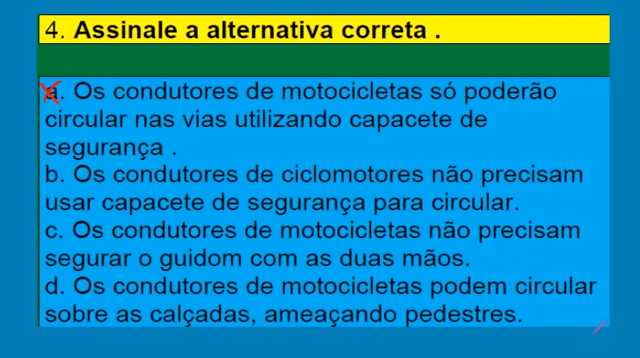 4. Assinale a alternativa correta .
a. Os condutores de motocicletas só poderão
circular nas vias utilizando capacete de
segurança .
b. Os condutores de ciclomotores não precisam
usar capacete de segurança para circular.
c. Os condutores de motocicletas não precisam
segurar o guidom com as duas mãos.
d. Os condutores de motocicletas podem circular
sobre as calçadas, ameaçando pedestres.